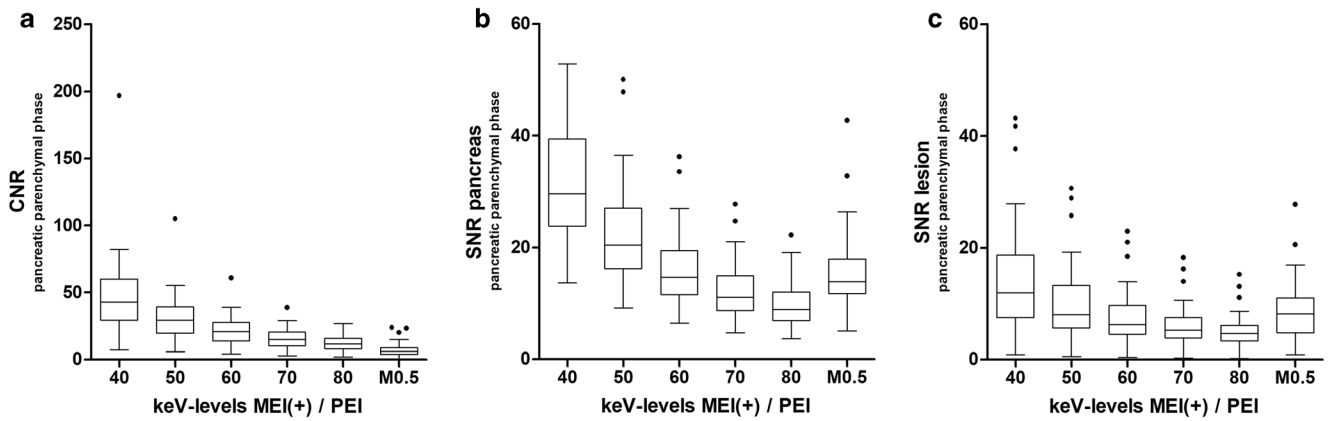 a
CNR
pancreatic parenchymal phase
250
200
150
100
50
0
40 50 60 70 80 M0.5
keV-levels MEI(+) / PEI
b
SNR pancreas
pancreatic parenchymal phase
60
40
20
0
40 50 60 70 80 M0.5
keV-levels MEI(+) / PEI
c
SNR lesion
pancreatic parenchymal phase
60
40
20
0
40 50 60 70 80 M0.5
keV-levels MEI(+) / PEI